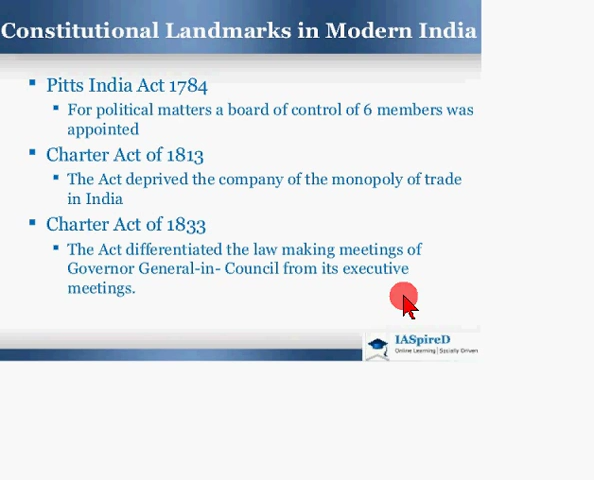 Constitutional Landmarks in Modern India
Pitts India Act 1784
For political matters a board of control of 6 members was
appointed
Charter Act of 1813
The Act deprived the company of the monopoly of trade
in India
Charter Act of 1833
The Act differentiated the law making meetings of
Governor General-in- Council from its executive
meetings.
IASpireD
Online Learning | Socially Driven